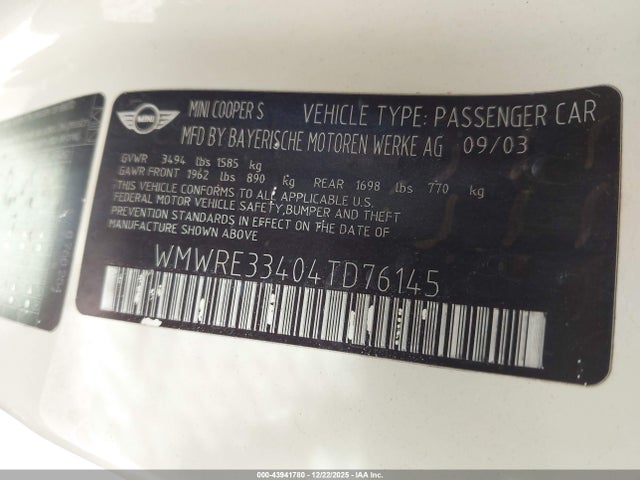 MINI
MINI COOPER S VEHICLE TYPE: PASSENGER CAR
MFD BY BAYERISCHE MOTOREN WERKE AG 09/03
GVWR 3494 lbs 1585 kg
GAWR FRONT 1962 lbs 890 kg REAR 1698 lbs 770 kg
THIS VEHICLE CONFORMS TO ALL APPLICABLE U.S.
FEDERAL MOTOR VEHICLE SAFETY,BUMPER AND THEFT
PREVENTION STANDARDS IN EFFECT ON THE DATE OF
MANUFACTURE SHOWN ABOVE.
WMWRE33404TD76145
000-43941780 - 12/22/2025 - IAA Inc.